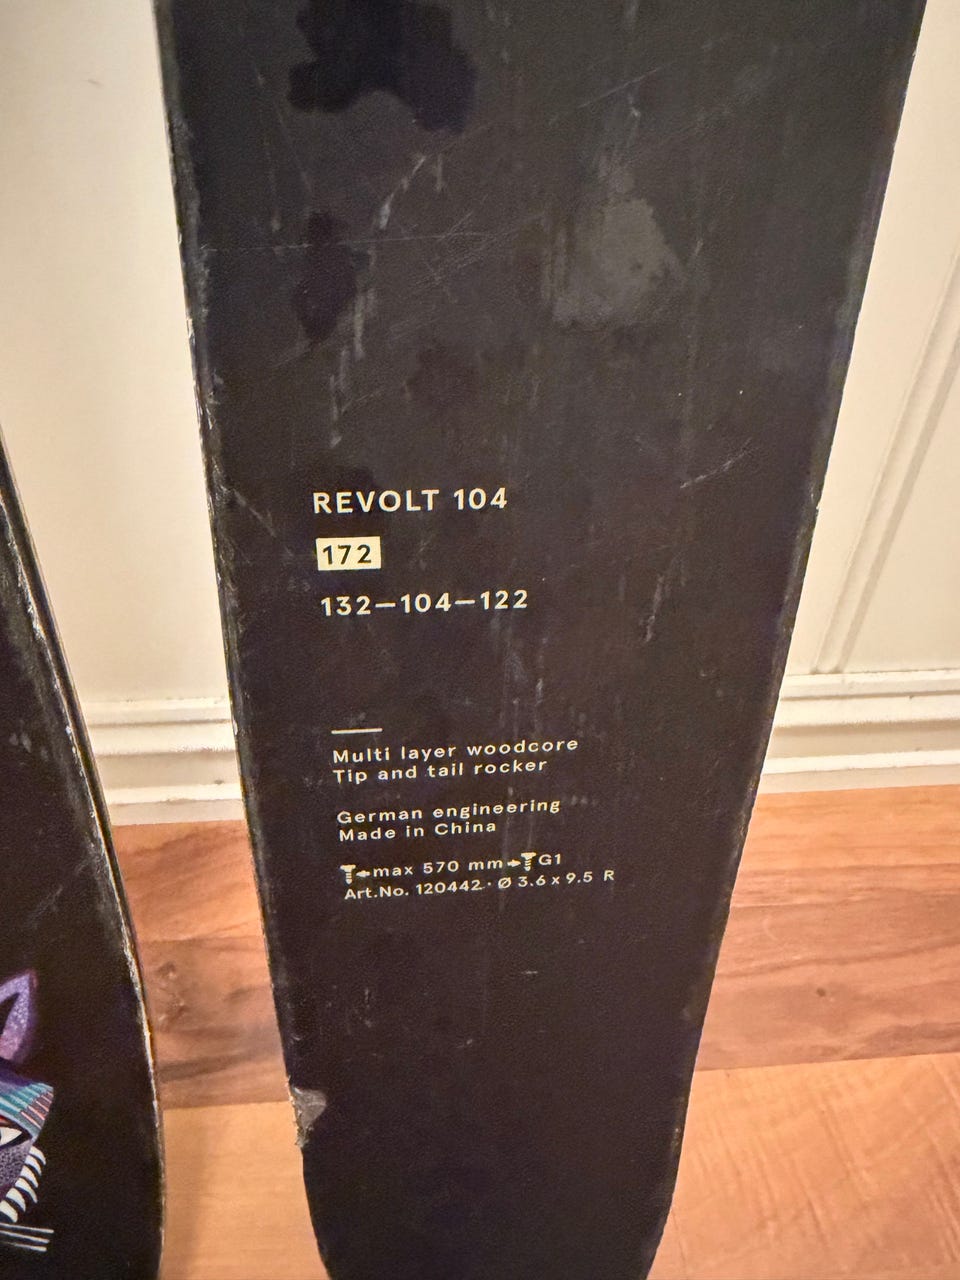 REVOLT 104
172
132—104—122
Multi layer woodcore
Tip and tail rocker
German engineering
Made in China
max 570 mm G1
Art.No. 120442 · Ø 3.6 x 9.5 R